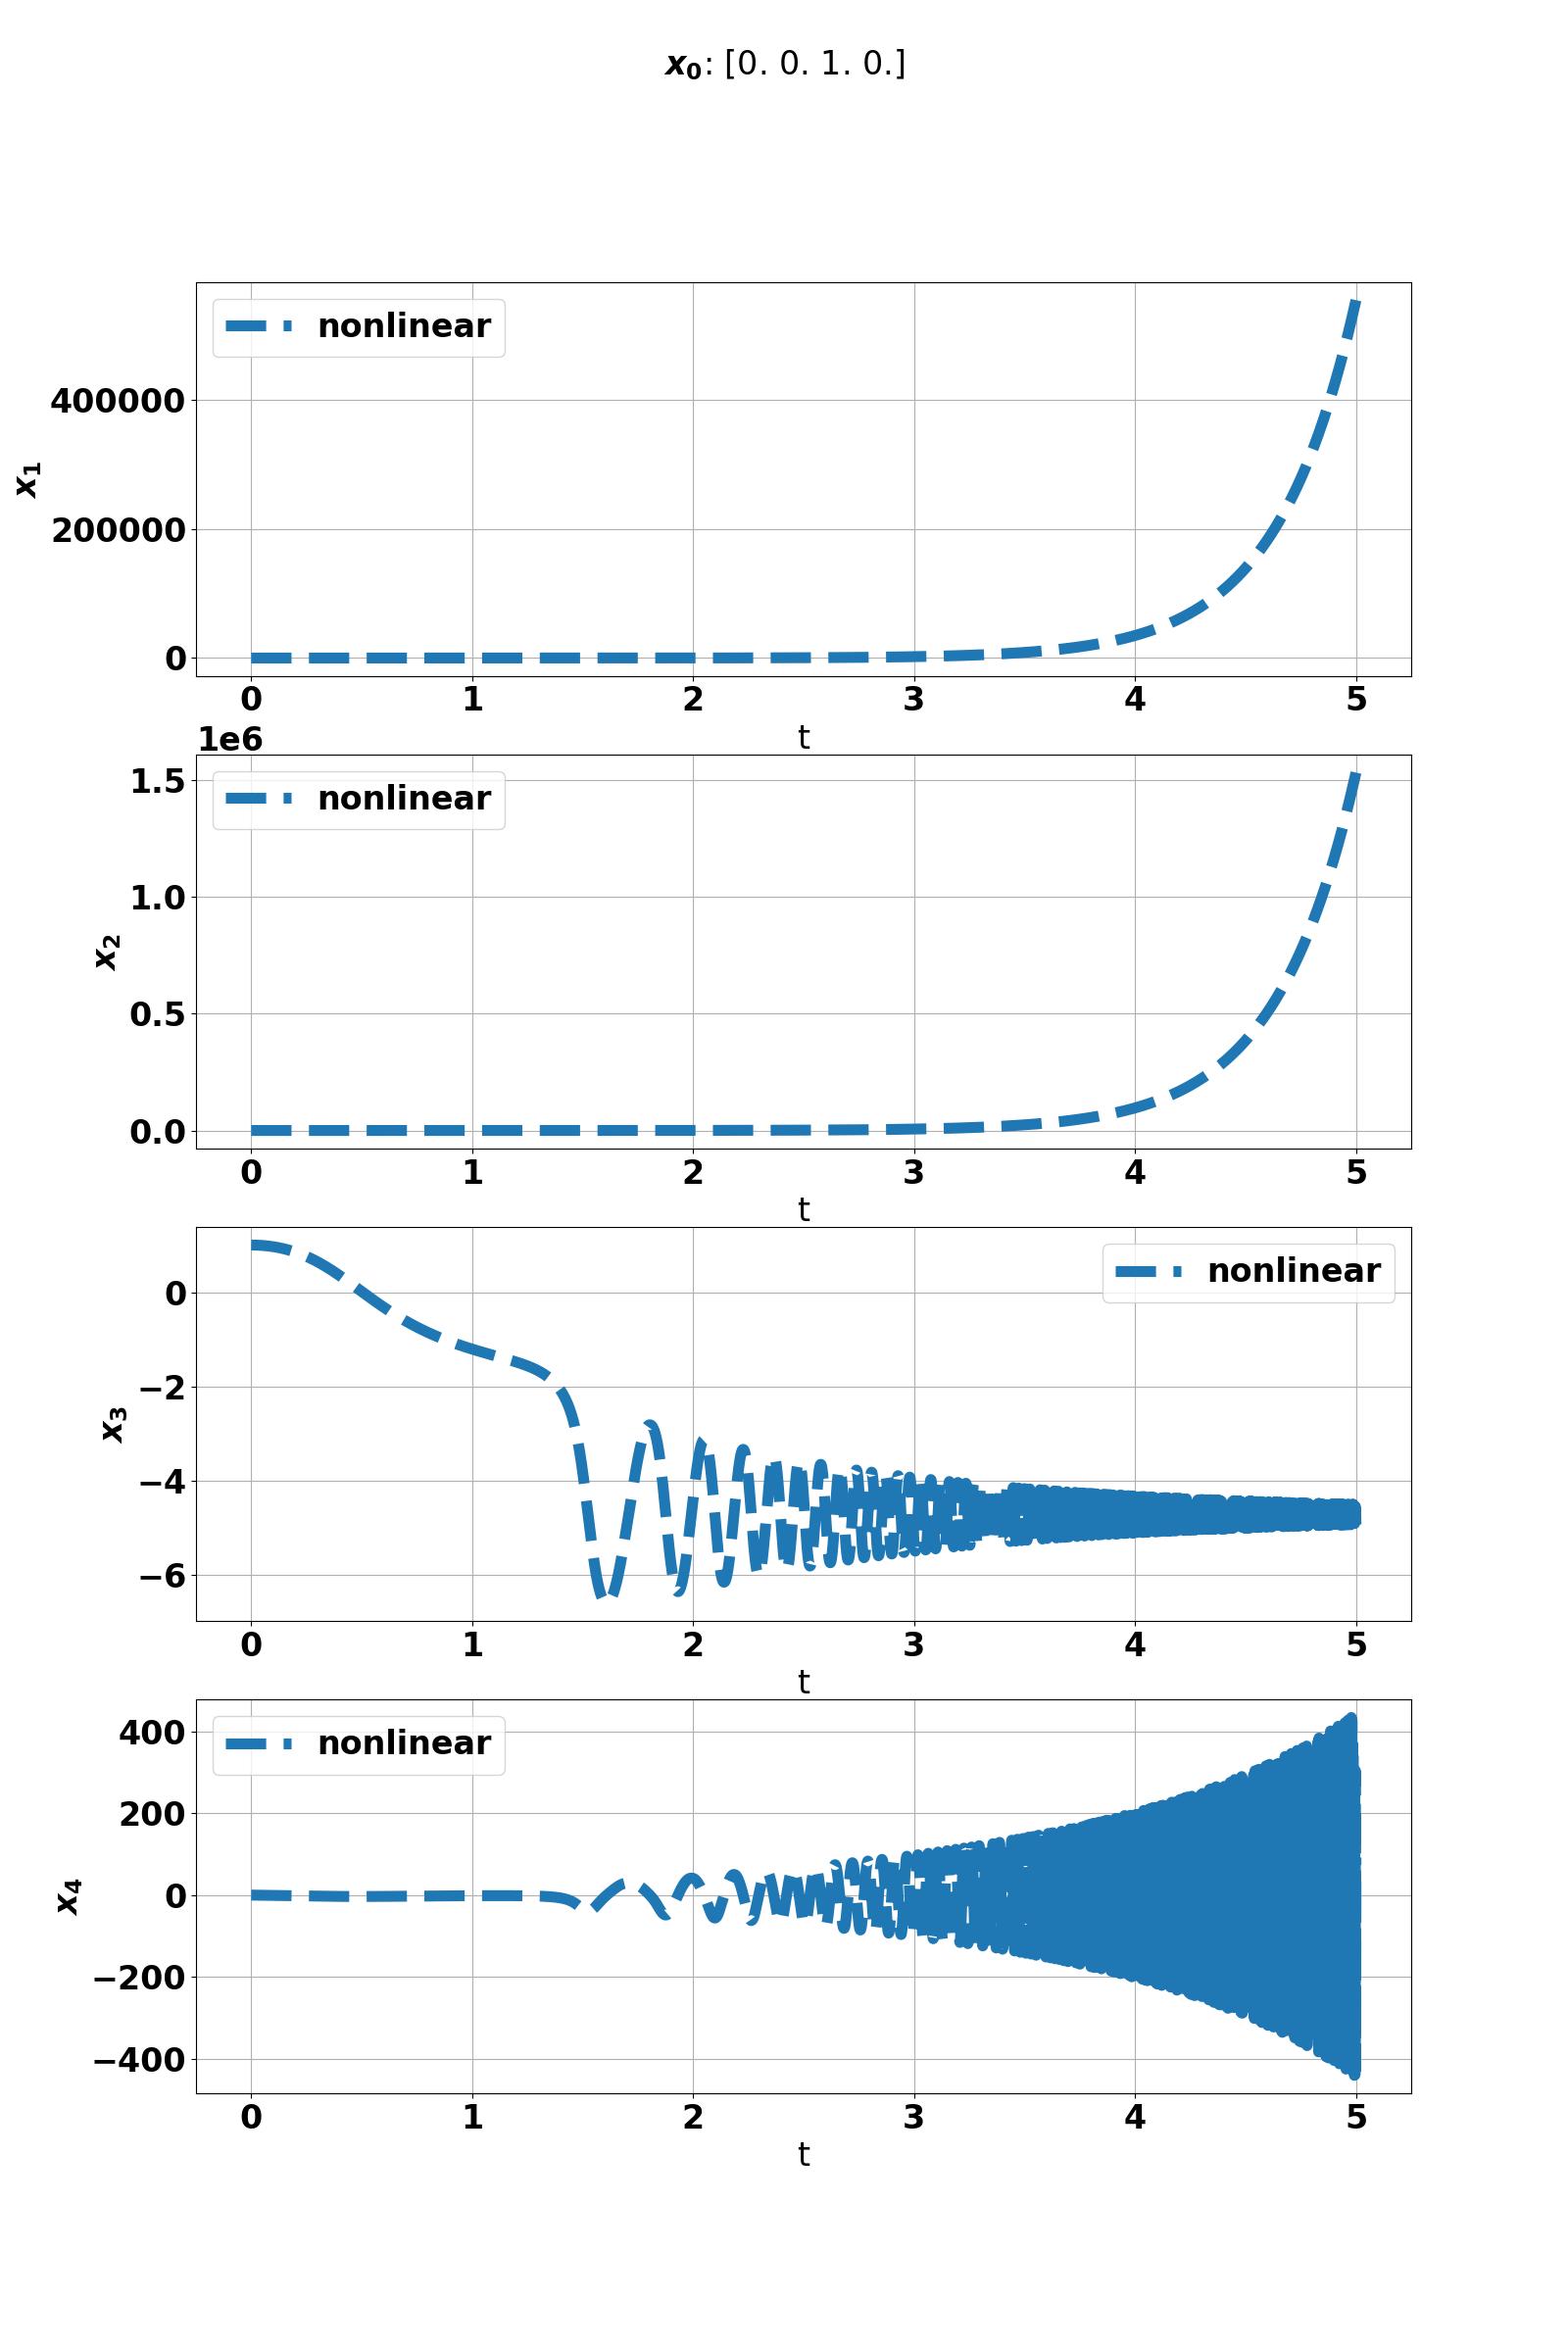 x₀: [0. 0. 1. 0.]
nonlinear
400000
200000
0
x₁
0 1 2 3 4 5
t
1e6
nonlinear
1.5
1.0
0.5
0.0
x₂
0 1 2 3 4 5
t
nonlinear
0
−2
−4
−6
x₃
0 1 2 3 4 5
t
nonlinear
400
200
0
−200
−400
x₄
0 1 2 3 4 5
t